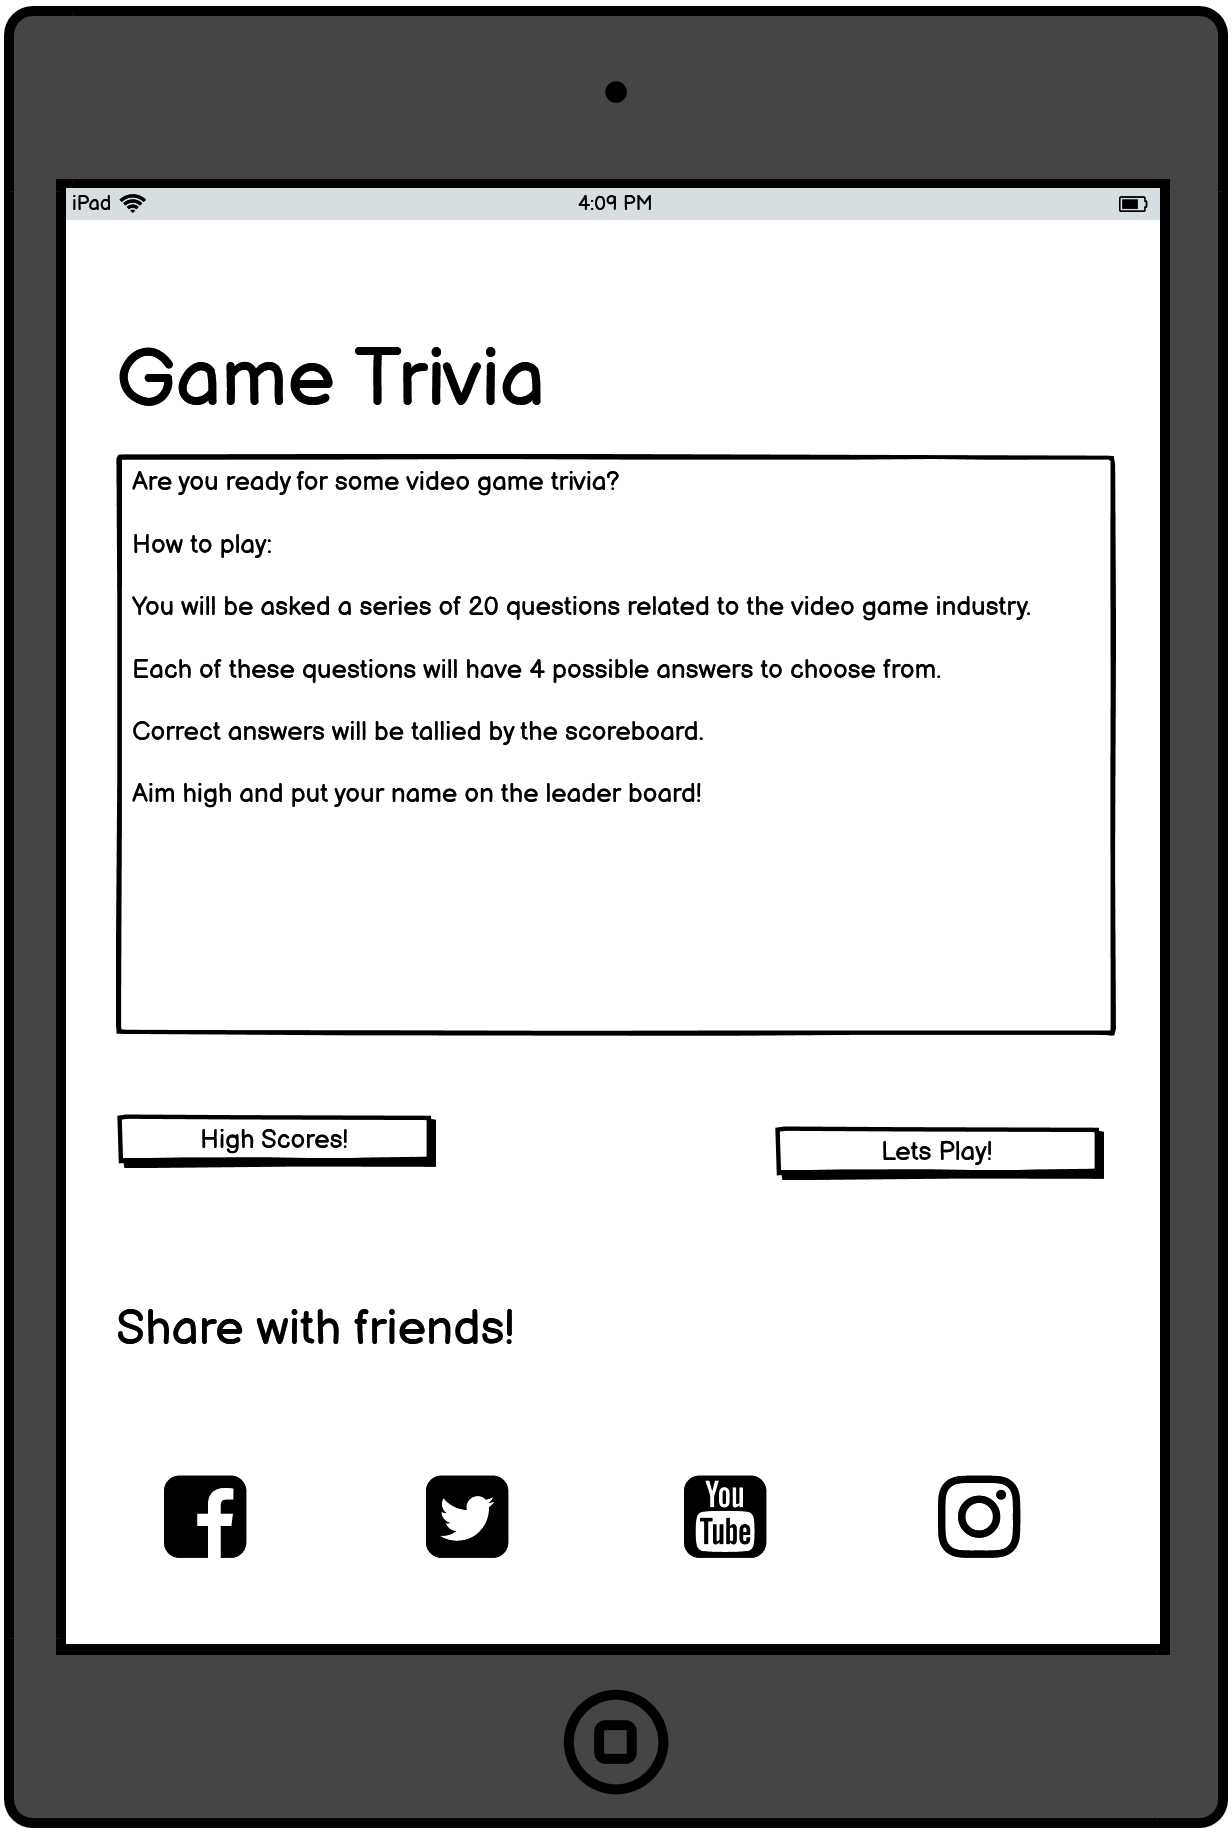 iPad 4:09 PM
Game Trivia
Are you ready for some video game trivia?
How to play:
You will be asked a series of 20 questions related to the video game industry.
Each of these questions will have 4 possible answers to choose from.
Correct answers will be tallied by the scoreboard.
Aim high and put your name on the leader board!
High Scores!
Lets Play!
Share with friends!
You
Tube